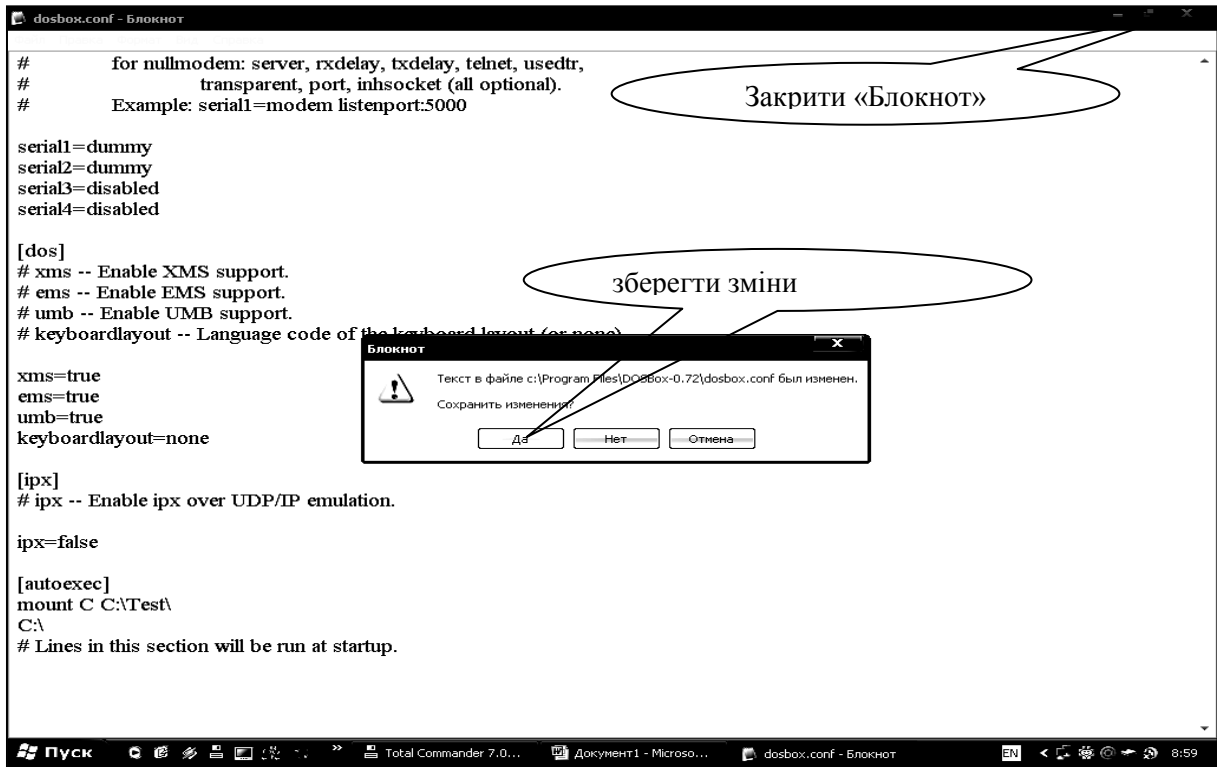 dosbox.conf - Блокнот
# for nullmodem: server, rxdelay, txdelay, telnet, usedtr,
# transparent, port, inhsocket (all optional).
# Example: serial1=modem listenport:5000
Закрити «Блокнот»
serial1=dummy
serial2=dummy
serial3=disabled
serial4=disabled
[dos]
# xms -- Enable XMS support.
# ems -- Enable EMS support.
# umb -- Enable UMB support.
# keyboardlayout -- Language code of the keyboard layout (or none).
зберегти зміни
xms=true
ems=true
umb=true
keyboardlayout=none
Блокнот
Текст в файле c:\Program Files\DOSBox-0.72\dosbox.conf был изменен.
Сохранить изменения?
Да Нет Отмена
[ipx]
# ipx -- Enable ipx over UDP/IP emulation.
ipx=false
[autoexec]
mount C C:\Test\
C:\
# Lines in this section will be run at startup.
Пуск Total Commander 7.0... Документ1 - Microso... dosbox.conf - Блокнот EN 8:59